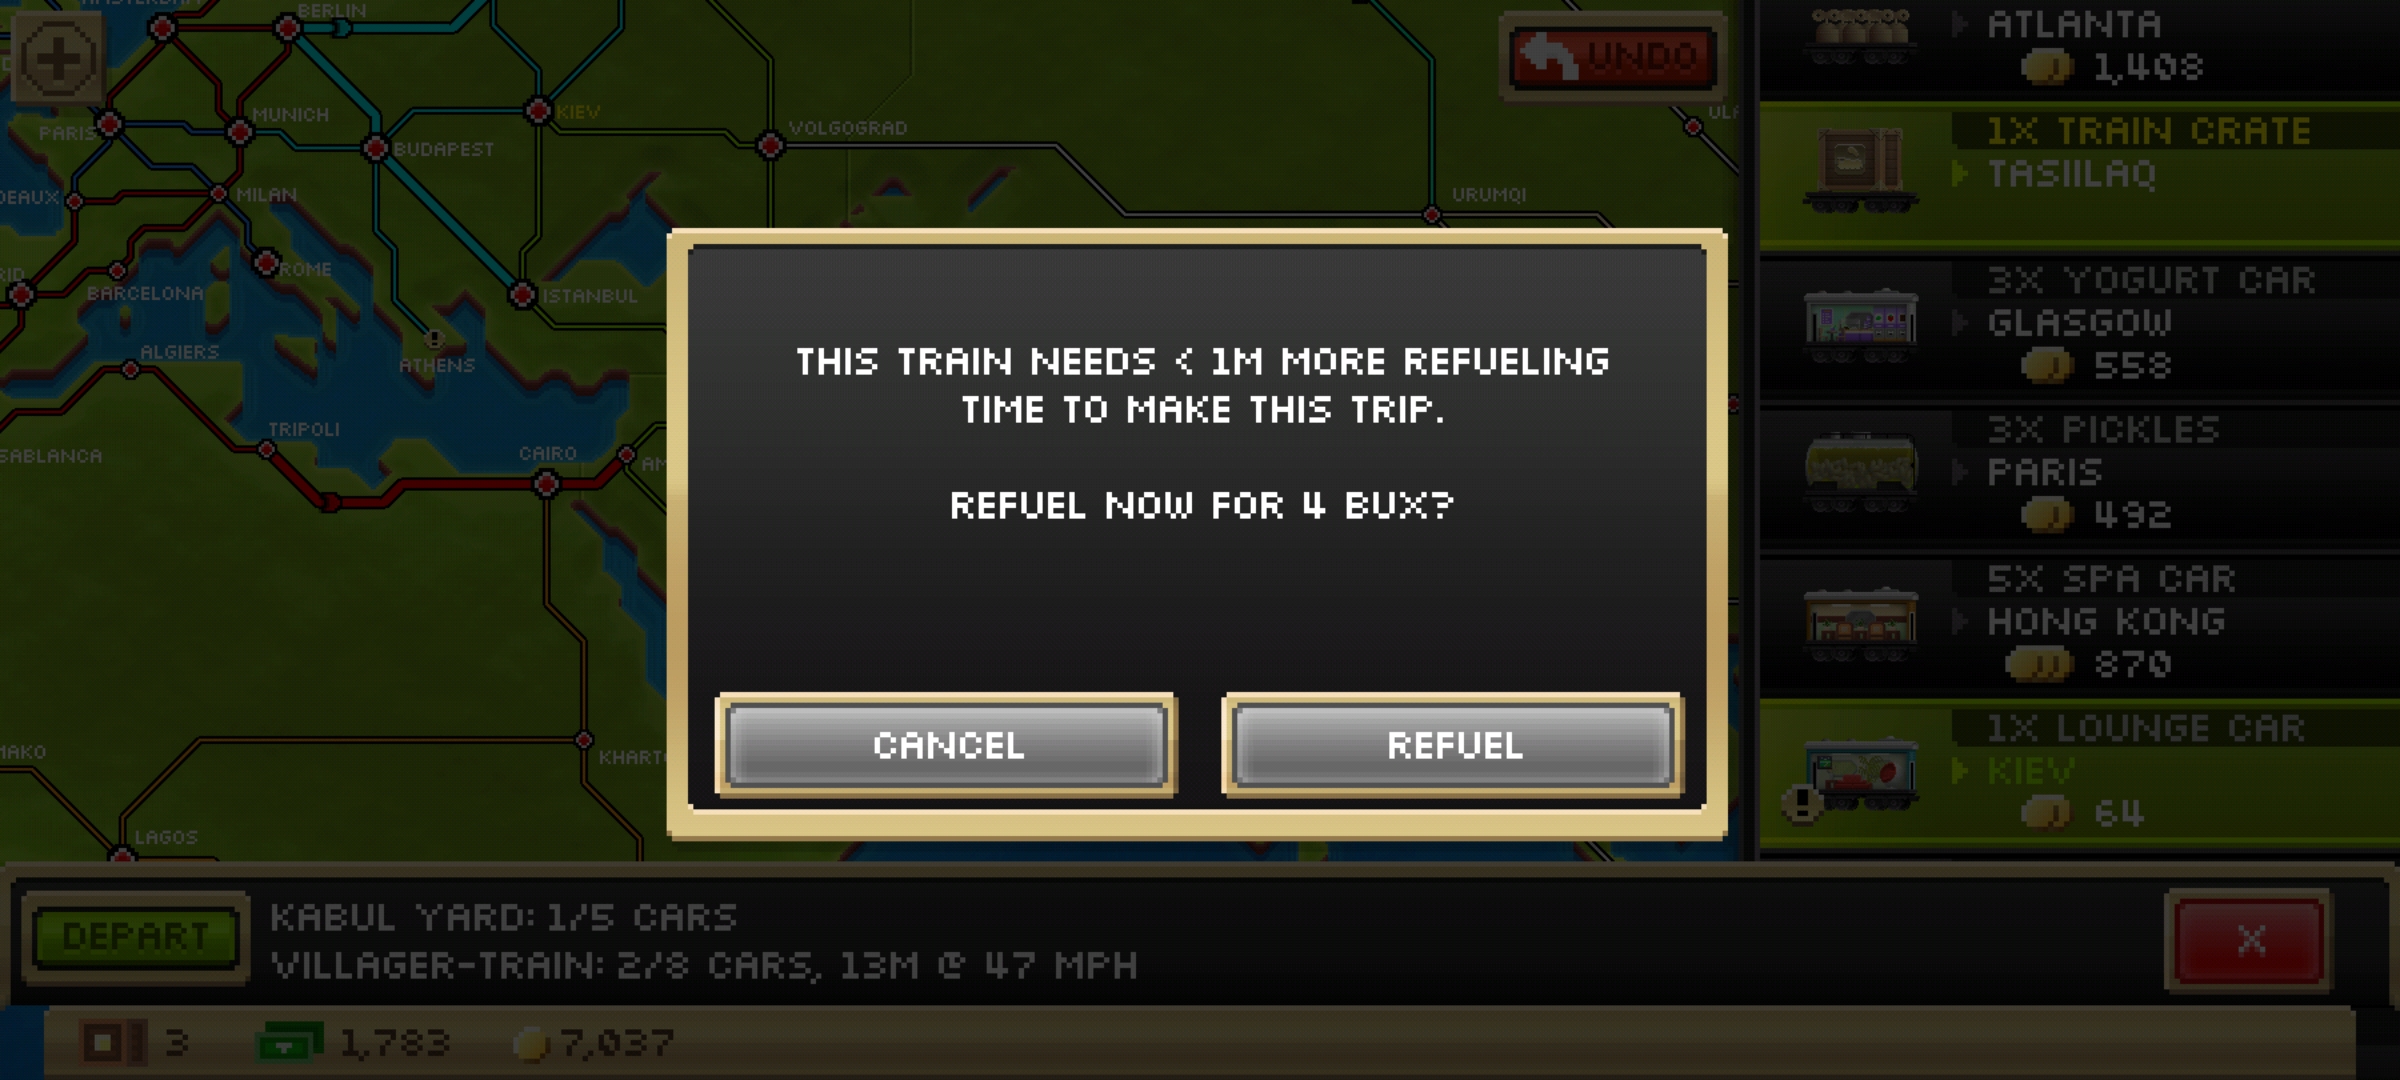 BERLIN
UNDO
ATLANTA
1,408
MUNICH
KIEV
PARIS
BUDAPEST
VOLGOGRAD
1X TRAIN CRATE
TASIILAQ
MILAN
URUMQI
ROME
BARCELONA
ISTANBUL
3X YOGURT CAR
GLASGOW
558
ALGIERS
ATHENS
THIS TRAIN NEEDS < 1M MORE REFUELING
TIME TO MAKE THIS TRIP.
REFUEL NOW FOR 4 BUX?
TRIPOLI
CAIRO
3X PICKLES
PARIS
492
5X SPA CAR
HONG KONG
870
CANCEL
REFUEL
1X LOUNGE CAR
KIEV
64
LAGOS
DEPART
KABUL YARD: 1/5 CARS
VILLAGER-TRAIN: 2/8 CARS, 13M @ 47 MPH
X
3
1,783
7,037